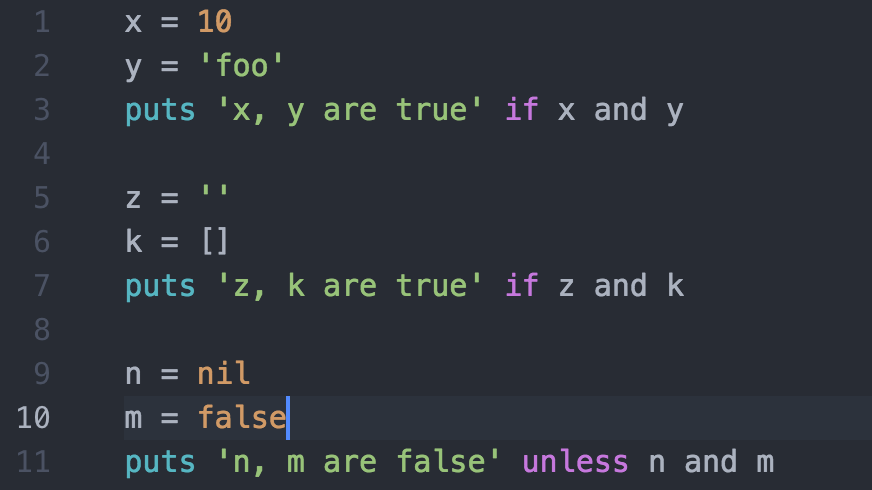 1 x = 10
2 y = 'foo'
3 puts 'x, y are true' if x and y
4
5 z = ''
6 k = []
7 puts 'z, k are true' if z and k
8
9 n = nil
10 m = false
11 puts 'n, m are false' unless n and m